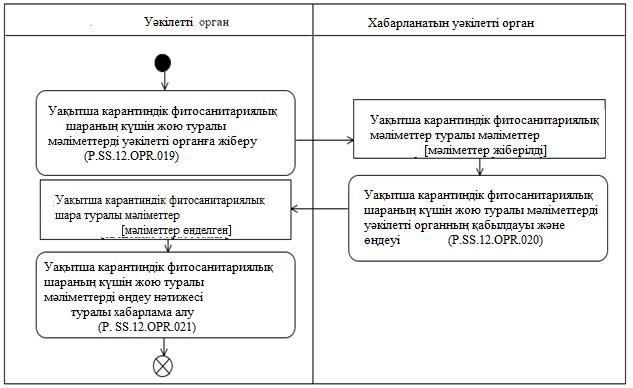 Уәкілетті орган
Хабарланатын уәкілетті орган
Уақытша карантиндік фитосанитариялық
шараның күшін жою туралы
мәліметтерді уәкілетті органға жіберу
(P.SS.12.OPR.019)
Уақытша карантиндік фитосанитариялық
мәліметтер туралы мәліметтер
[мәліметтер жіберілді]
Уақытша карантиндік фитосанитариялық
шараның күшін жою туралы мәліметтерді
уәкілетті органның қабылдауы және
өңдеуі (P.SS.12.OPR.020)
Уақытша карантиндік фитосанитариялық
шара туралы мәліметтер
[мәліметтер өнделген]
Уақытша карантиндік фитосанитариялық
шараның күшін жою туралы
мәліметтерді өңдеу нәтижесі
туралы хабарлама алу
(P. SS.12.OPR.021)